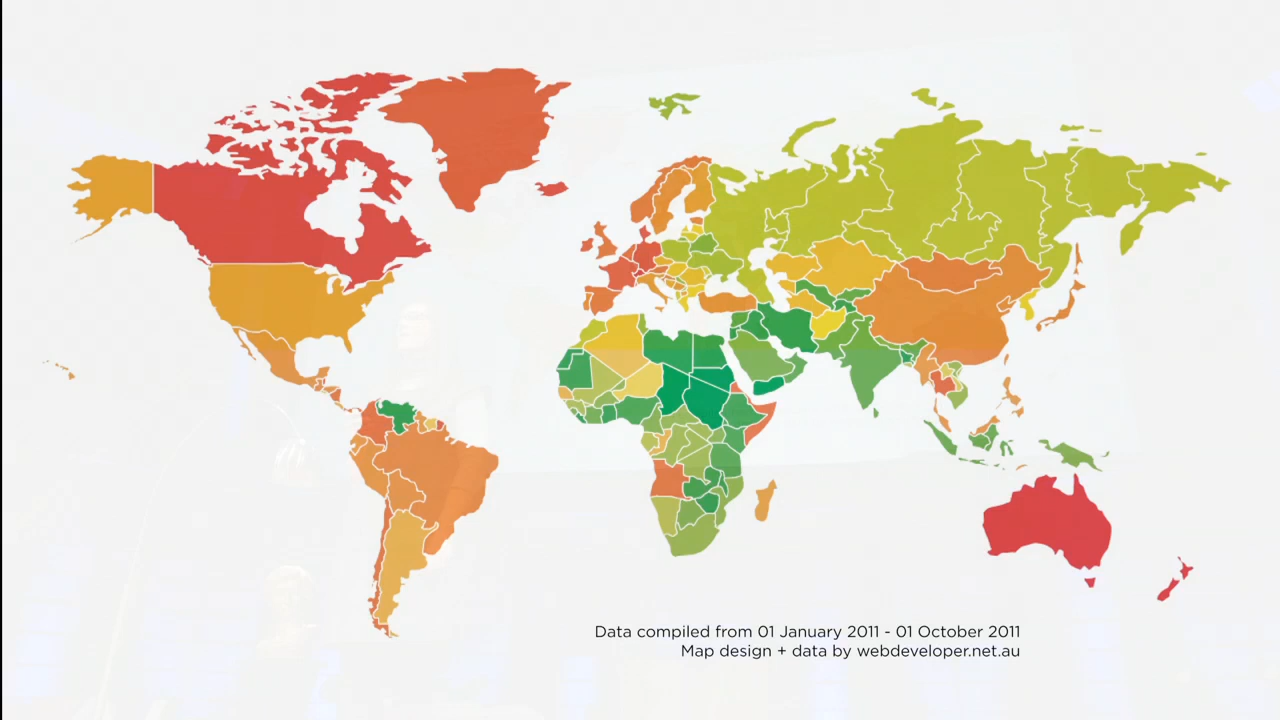 Data compiled from 01 January 2011 - 01 October 2011
Map design + data by webdeveloper.net.au